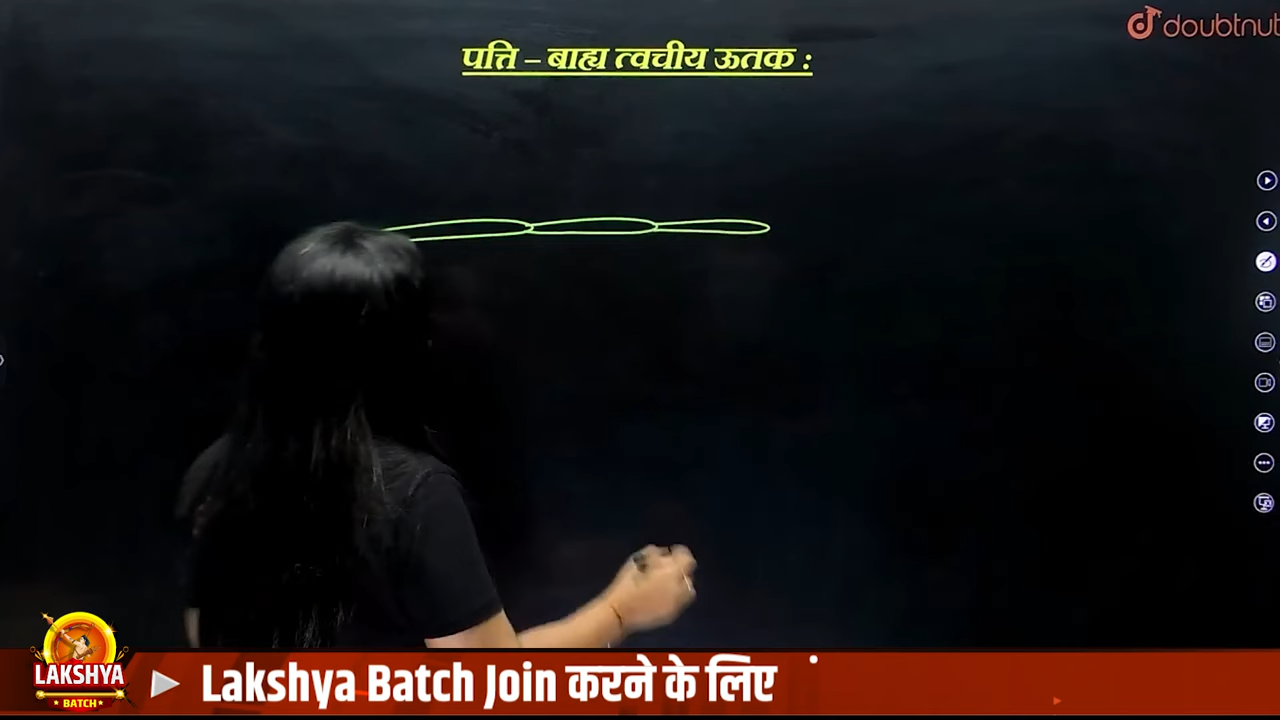 doubtnut
पत्ति – बाह्य त्वचीय ऊतक :
LAKSHYA
BATCH
Lakshya Batch Join करने के लिए